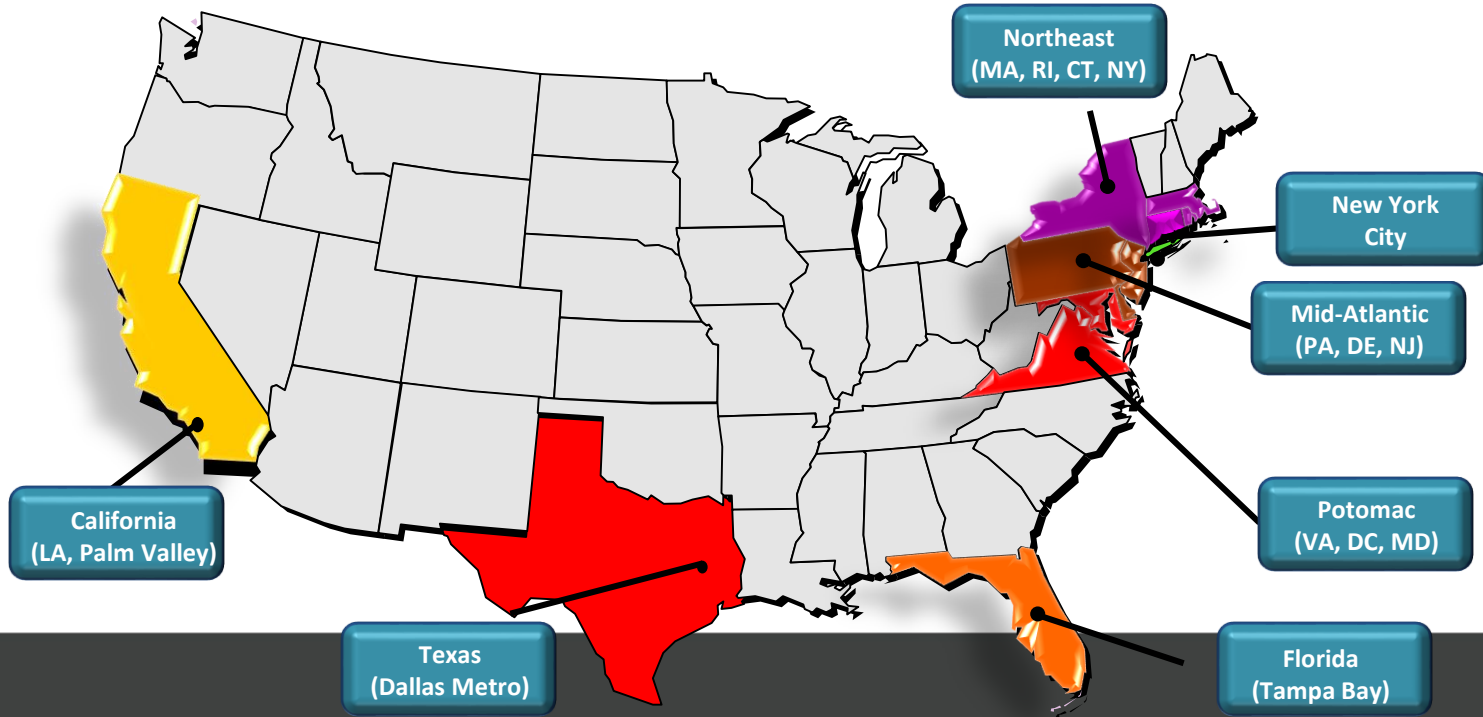 Northeast
(MA, RI, CT, NY)
New York
City
Mid-Atlantic
(PA, DE, NJ)
Potomac
(VA, DC, MD)
California
(LA, Palm Valley)
Texas
(Dallas Metro)
Florida
(Tampa Bay)